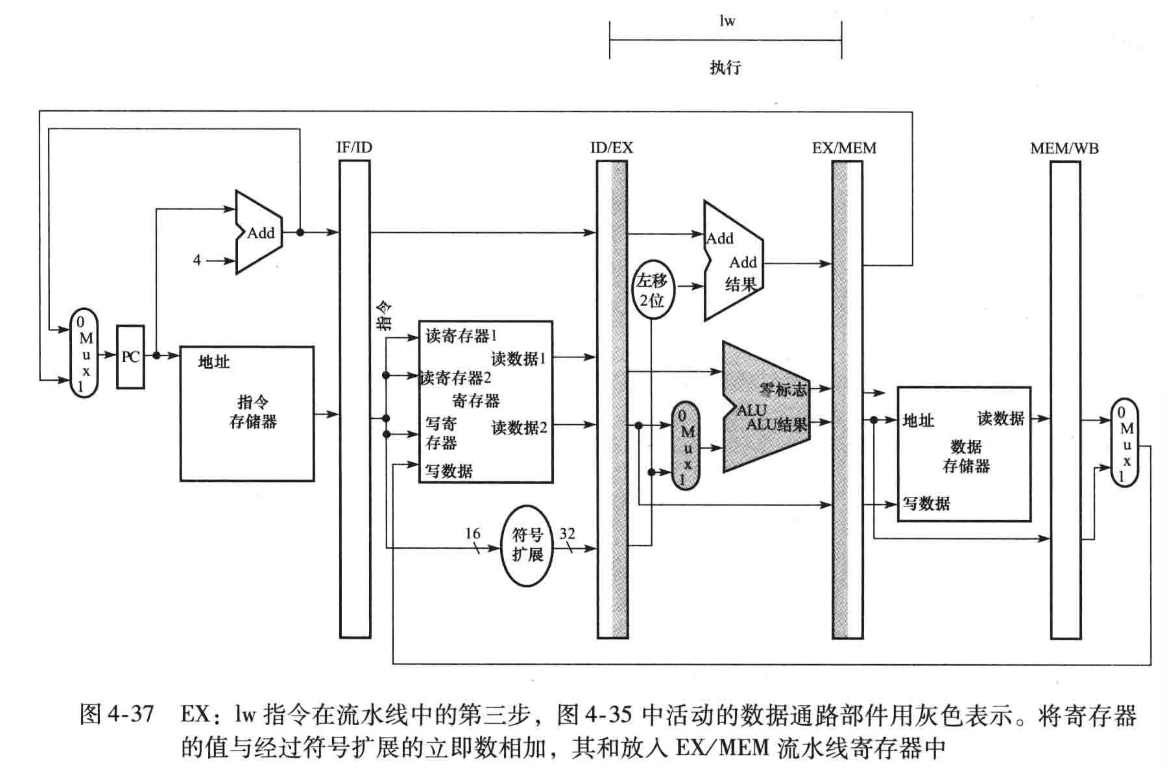 lw
执行
IF/ID
ID/EX
EX/MEM
MEM/WB
Add
4
Add
Add
结果
左移
2位
指令
0
M
u
x
1
PC
地址
指令
存储器
读寄存器1
读数据1
读寄存器2
寄存器
写寄
存器
读数据2
写数据
零标志
ALU
ALU结果
0
M
u
x
1
地址
读数据
数据
存储器
写数据
0
M
u
x
1
16
符号
扩展
32
图 4-37 EX：lw 指令在流水线中的第三步，图 4-35 中活动的数据通路部件用灰色表示。将寄存器
的值与经过符号扩展的立即数相加，其和放入 EX/MEM 流水线寄存器中